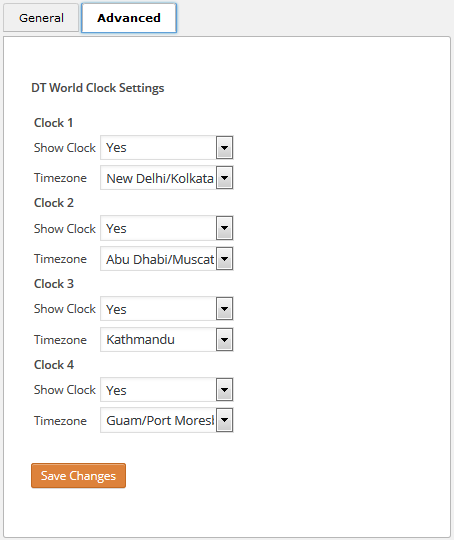 General Advanced
DT World Clock Settings
Clock 1
Show Clock Yes
Timezone New Delhi/Kolkata
Clock 2
Show Clock Yes
Timezone Abu Dhabi/Muscat
Clock 3
Show Clock Yes
Timezone Kathmandu
Clock 4
Show Clock Yes
Timezone Guam/Port Moresb
Save Changes